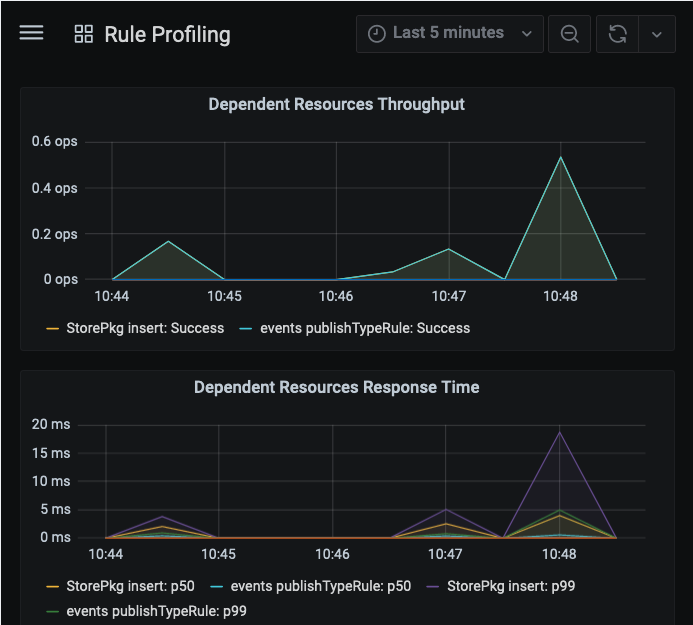 Rule Profiling
Last 5 minutes
Dependent Resources Throughput
0.6 ops
0.4 ops
0.2 ops
0 ops
10:44 10:45 10:46 10:47 10:48
StorePkg insert: Success events publishTypeRule: Success
Dependent Resources Response Time
20 ms
15 ms
10 ms
5 ms
0 ms
10:44 10:45 10:46 10:47 10:48
StorePkg insert: p50 events publishTypeRule: p50 StorePkg insert: p99
events publishTypeRule: p99